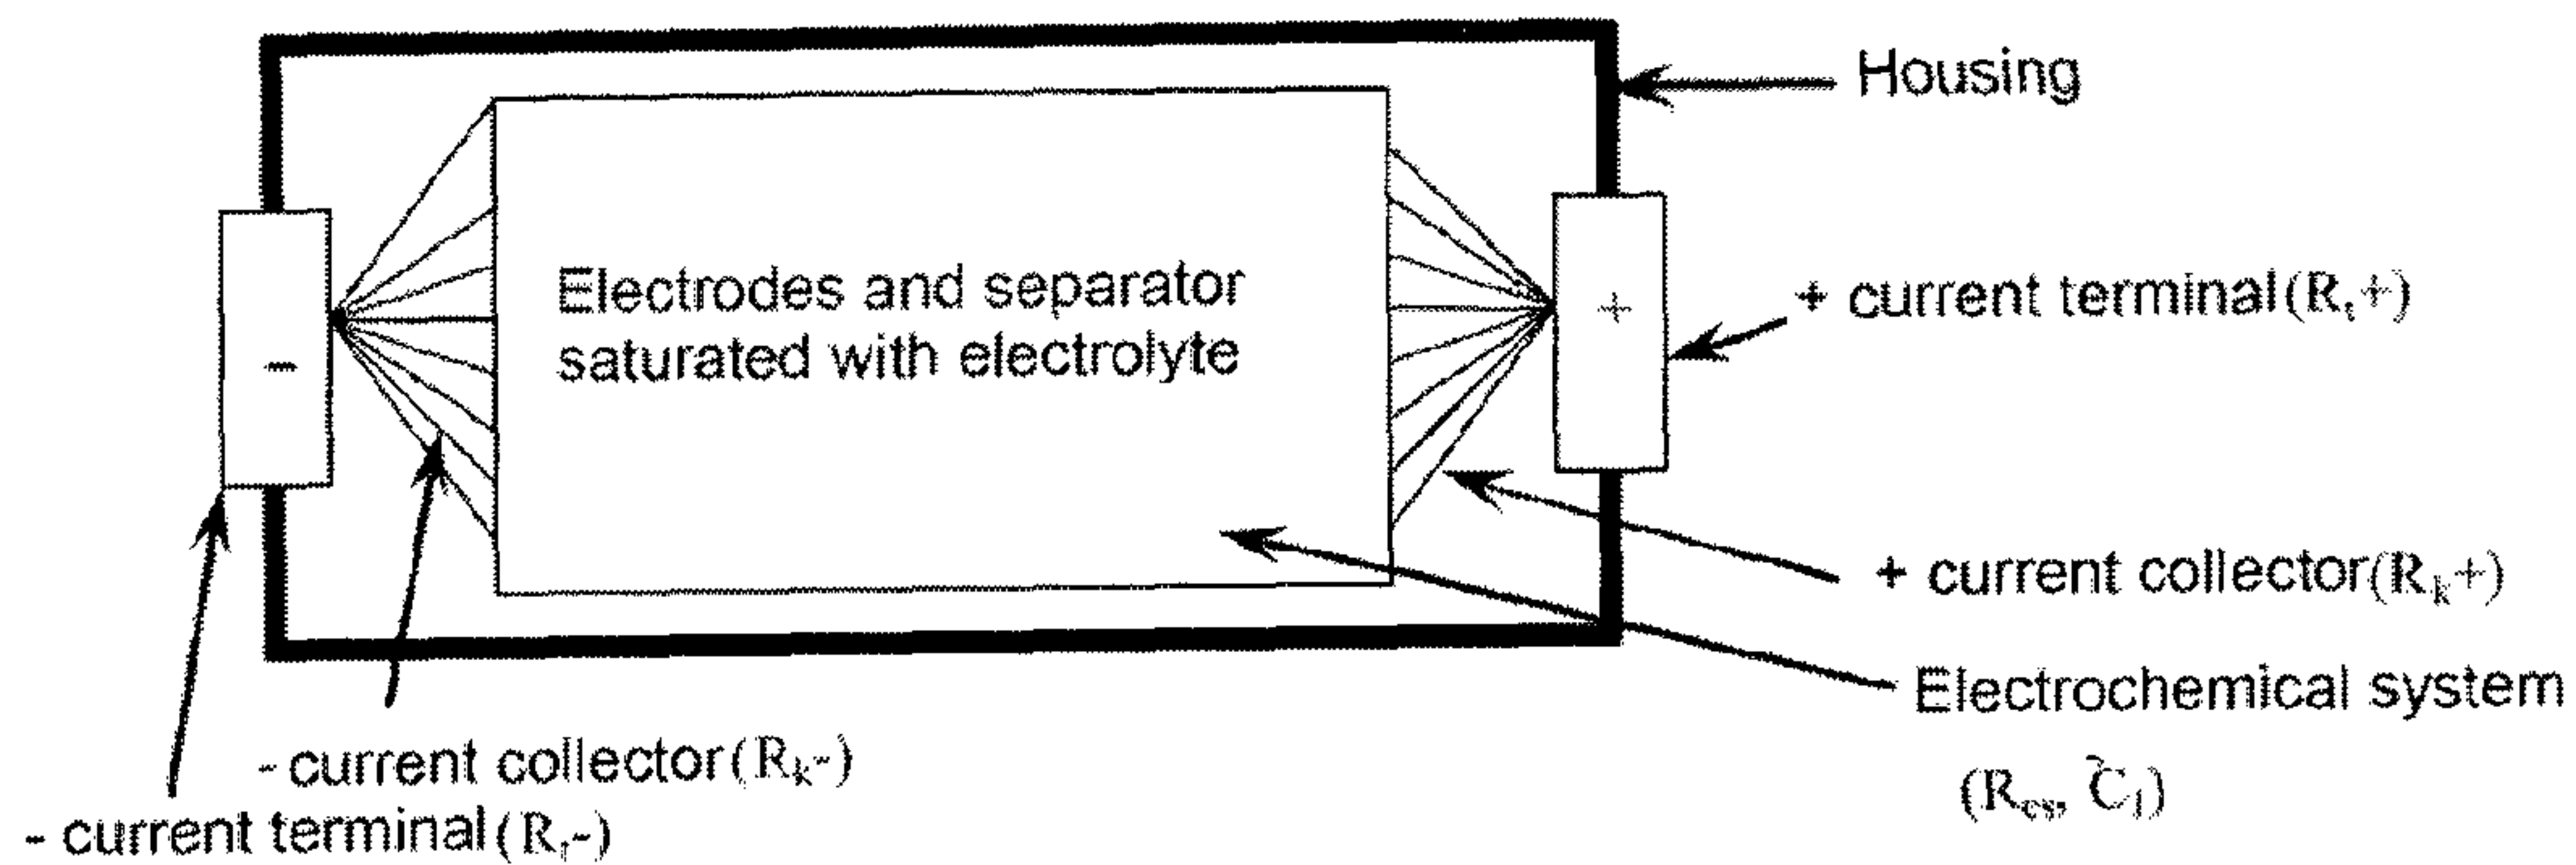 Housing
Electrodes and separator
saturated with electrolyte
-
+
+ current terminal(Rₜ+)
+ current collector(Rₖ+)
Electrochemical system
(Rₑₛ, C₁)
- current collector(Rₖ-)
- current terminal(Rₜ-)